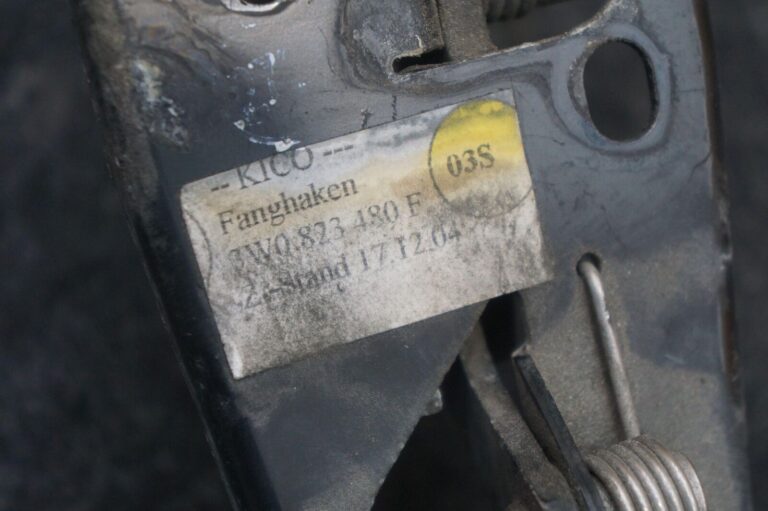 -- KICO ---
Fanghaken
3W0 823 480 F
Z.-Stand 17.12.04
03S